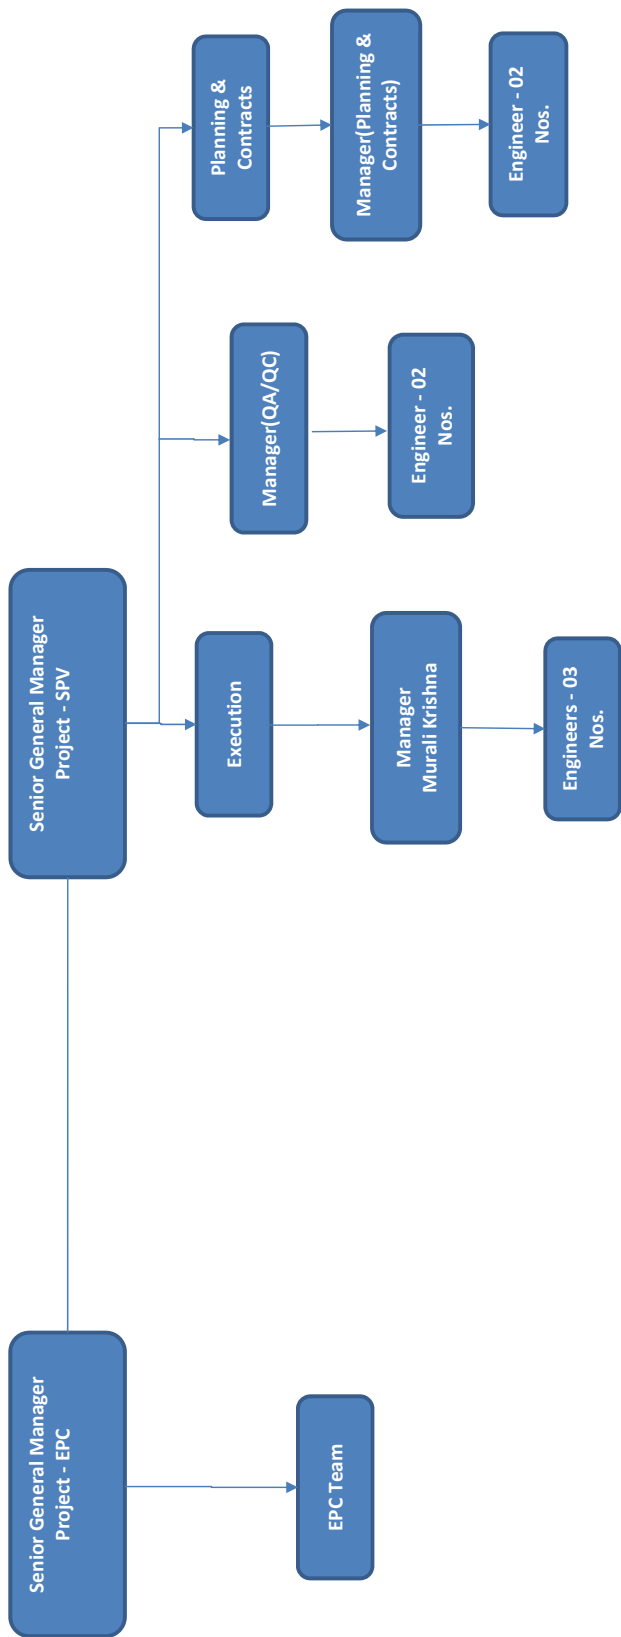 Senior General Manager
Project - EPC
Senior General Manager
Project - SPV
EPC Team
Execution
Manager(QA/QC)
Planning &
Contracts
Manager
Murali Krishna
Engineer - 02
Nos.
Manager(Planning &
Contracts)
Engineers - 03
Nos.
Engineer - 02
Nos.